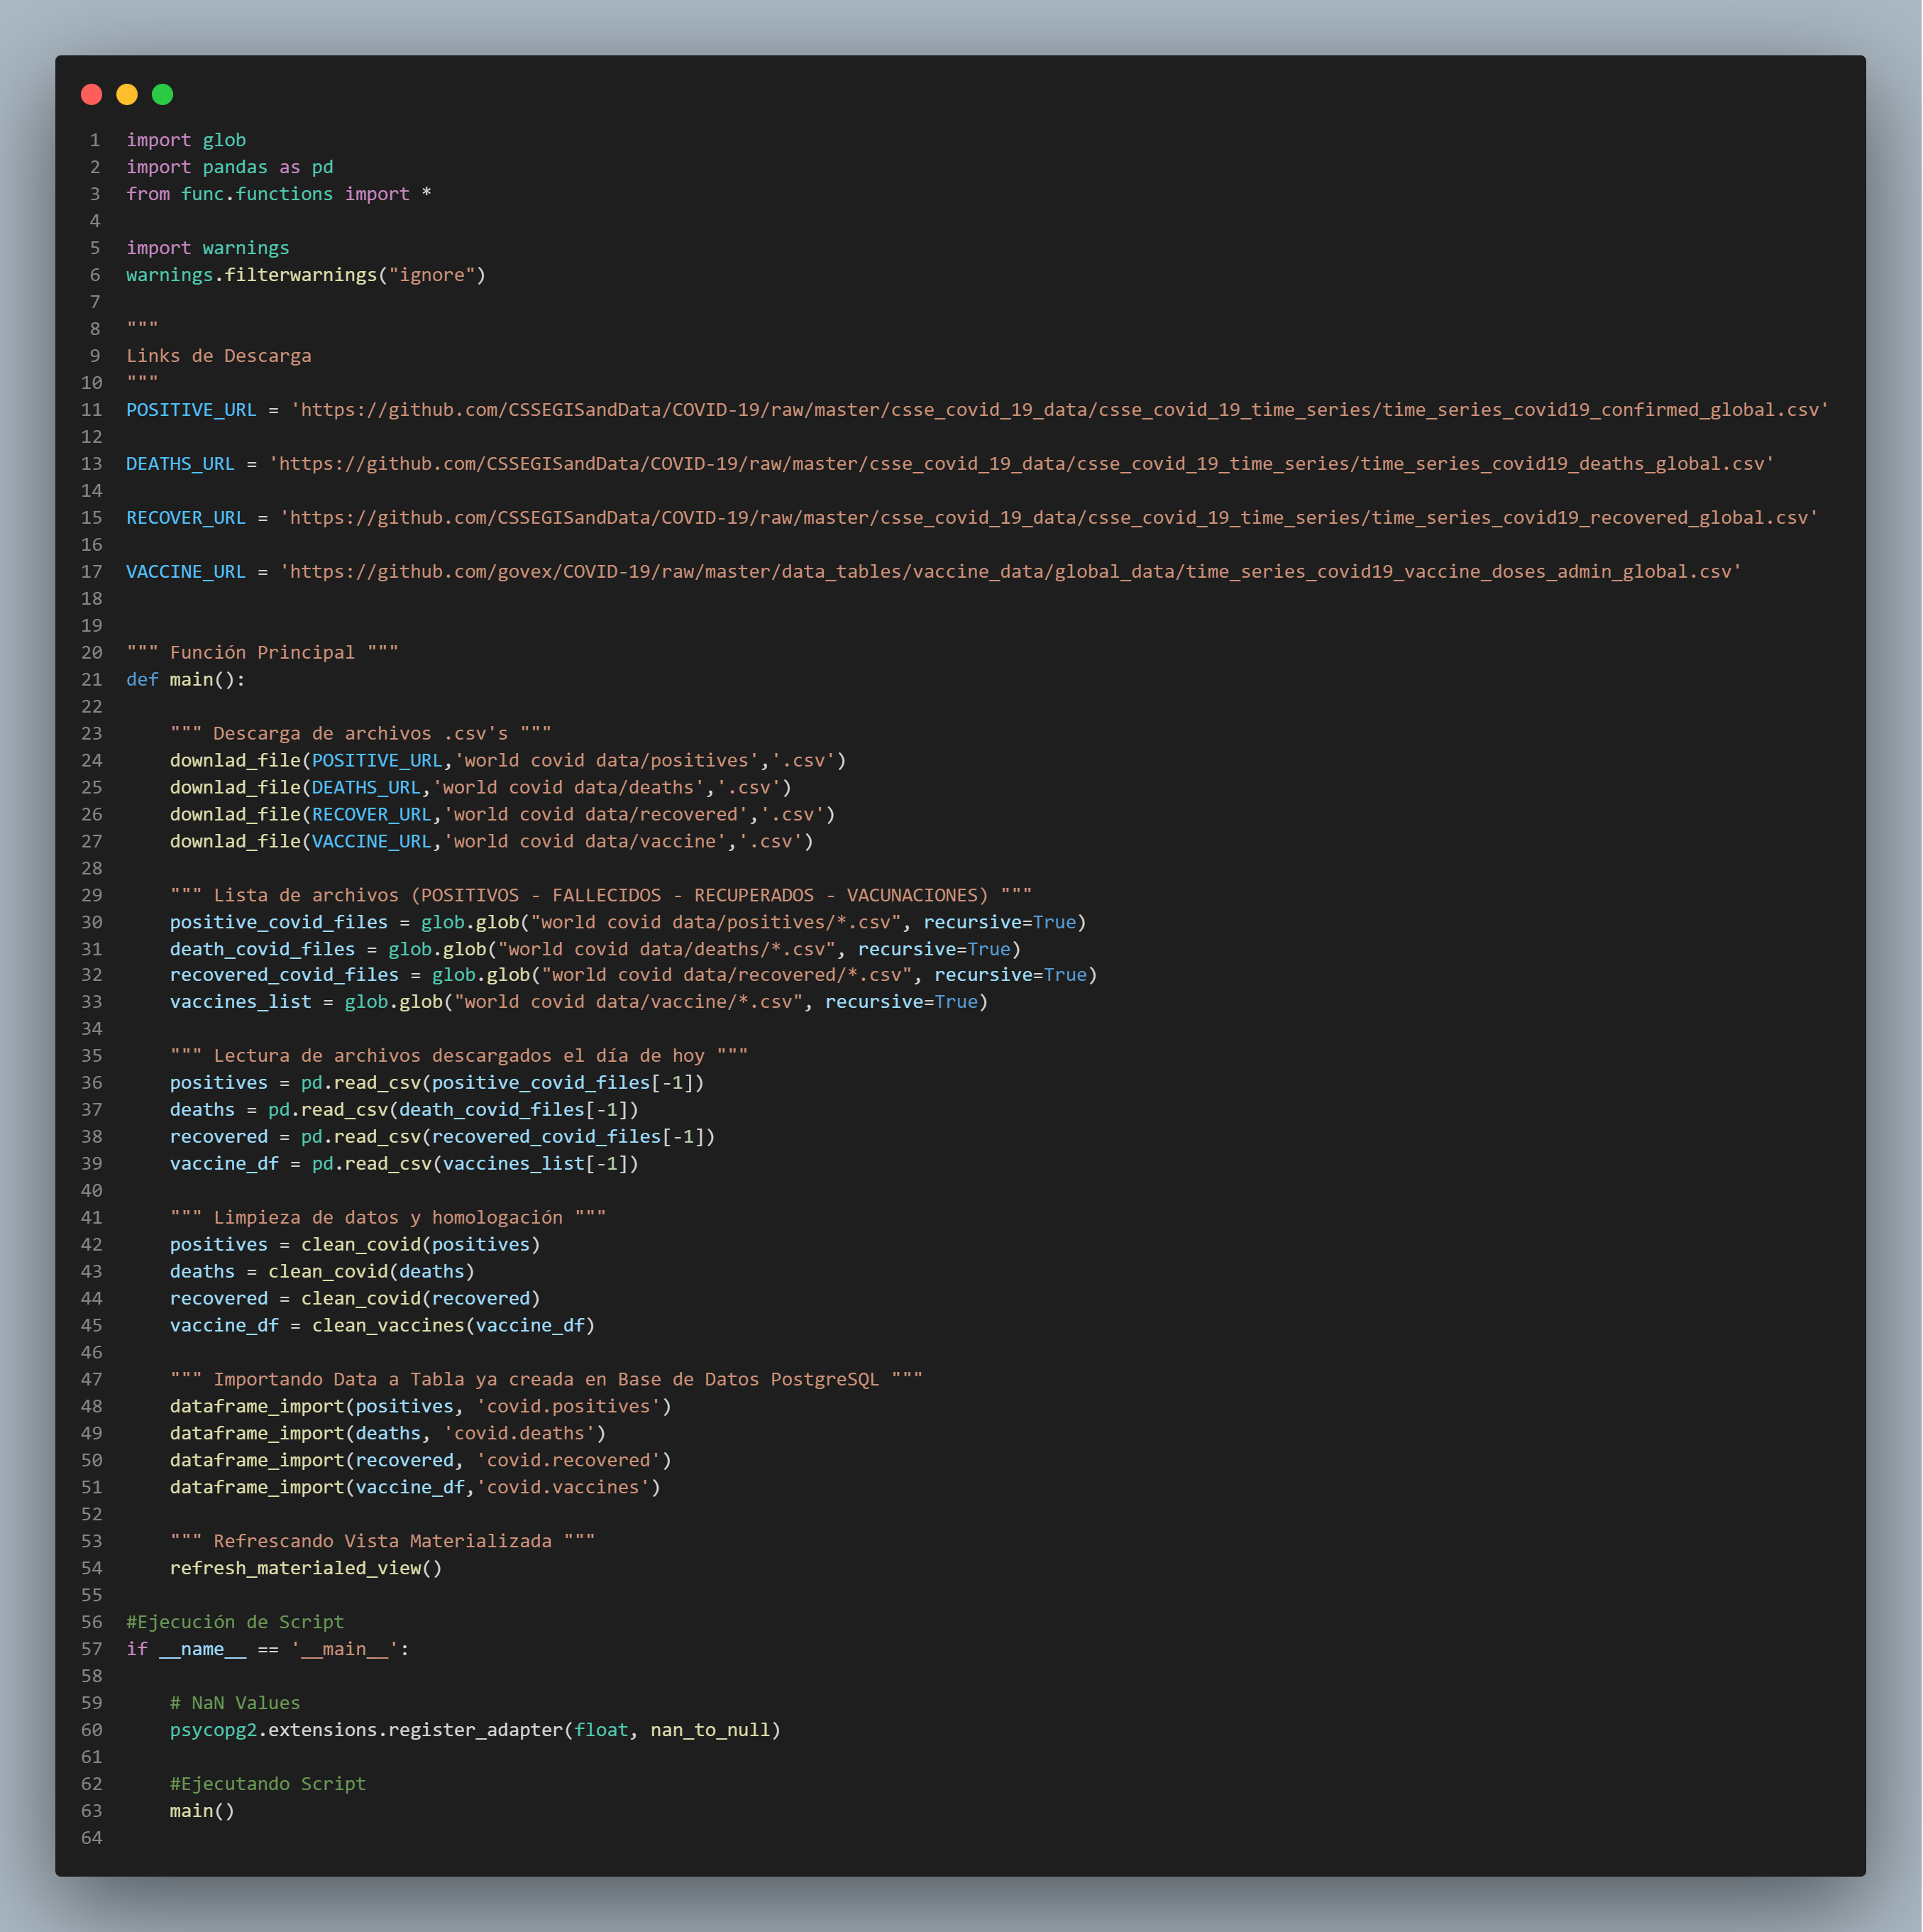 1 import glob
2 import pandas as pd
3 from func.functions import *
4
5 import warnings
6 warnings.filterwarnings("ignore")
7
8 """
9 Links de Descarga
10 """
11 POSITIVE_URL = 'https://github.com/CSSEGISandData/COVID-19/raw/master/csse_covid_19_data/csse_covid_19_time_series/time_series_covid19_confirmed_global.csv'
12
13 DEATHS_URL = 'https://github.com/CSSEGISandData/COVID-19/raw/master/csse_covid_19_data/csse_covid_19_time_series/time_series_covid19_deaths_global.csv'
14
15 RECOVER_URL = 'https://github.com/CSSEGISandData/COVID-19/raw/master/csse_covid_19_data/csse_covid_19_time_series/time_series_covid19_recovered_global.csv'
16
17 VACCINE_URL = 'https://github.com/govex/COVID-19/raw/master/data_tables/vaccine_data/global_data/time_series_covid19_vaccine_doses_admin_global.csv'
18
19
20 """ Función Principal """
21 def main():
22
23     """ Descarga de archivos .csv's """
24     downlad_file(POSITIVE_URL,'world covid data/positives','.csv')
25     downlad_file(DEATHS_URL,'world covid data/deaths','.csv')
26     downlad_file(RECOVER_URL,'world covid data/recovered','.csv')
27     downlad_file(VACCINE_URL,'world covid data/vaccine','.csv')
28
29     """ Lista de archivos (POSITIVOS - FALLECIDOS - RECUPERADOS - VACUNACIONES) """
30     positive_covid_files = glob.glob("world covid data/positives/*.csv", recursive=True)
31     death_covid_files = glob.glob("world covid data/deaths/*.csv", recursive=True)
32     recovered_covid_files = glob.glob("world covid data/recovered/*.csv", recursive=True)
33     vaccines_list = glob.glob("world covid data/vaccine/*.csv", recursive=True)
34
35     """ Lectura de archivos descargados el día de hoy """
36     positives = pd.read_csv(positive_covid_files[-1])
37     deaths = pd.read_csv(death_covid_files[-1])
38     recovered = pd.read_csv(recovered_covid_files[-1])
39     vaccine_df = pd.read_csv(vaccines_list[-1])
40
41     """ Limpieza de datos y homologación """
42     positives = clean_covid(positives)
43     deaths = clean_covid(deaths)
44     recovered = clean_covid(recovered)
45     vaccine_df = clean_vaccines(vaccine_df)
46
47     """ Importando Data a Tabla ya creada en Base de Datos PostgreSQL """
48     dataframe_import(positives, 'covid.positives')
49     dataframe_import(deaths, 'covid.deaths')
50     dataframe_import(recovered, 'covid.recovered')
51     dataframe_import(vaccine_df,'covid.vaccines')
52
53     """ Refrescando Vista Materializada """
54     refresh_materialed_view()
55
56 #Ejecución de Script
57 if __name__ == '__main__':
58
59     # NaN Values
60     psycopg2.extensions.register_adapter(float, nan_to_null)
61
62     #Ejecutando Script
63     main()
64